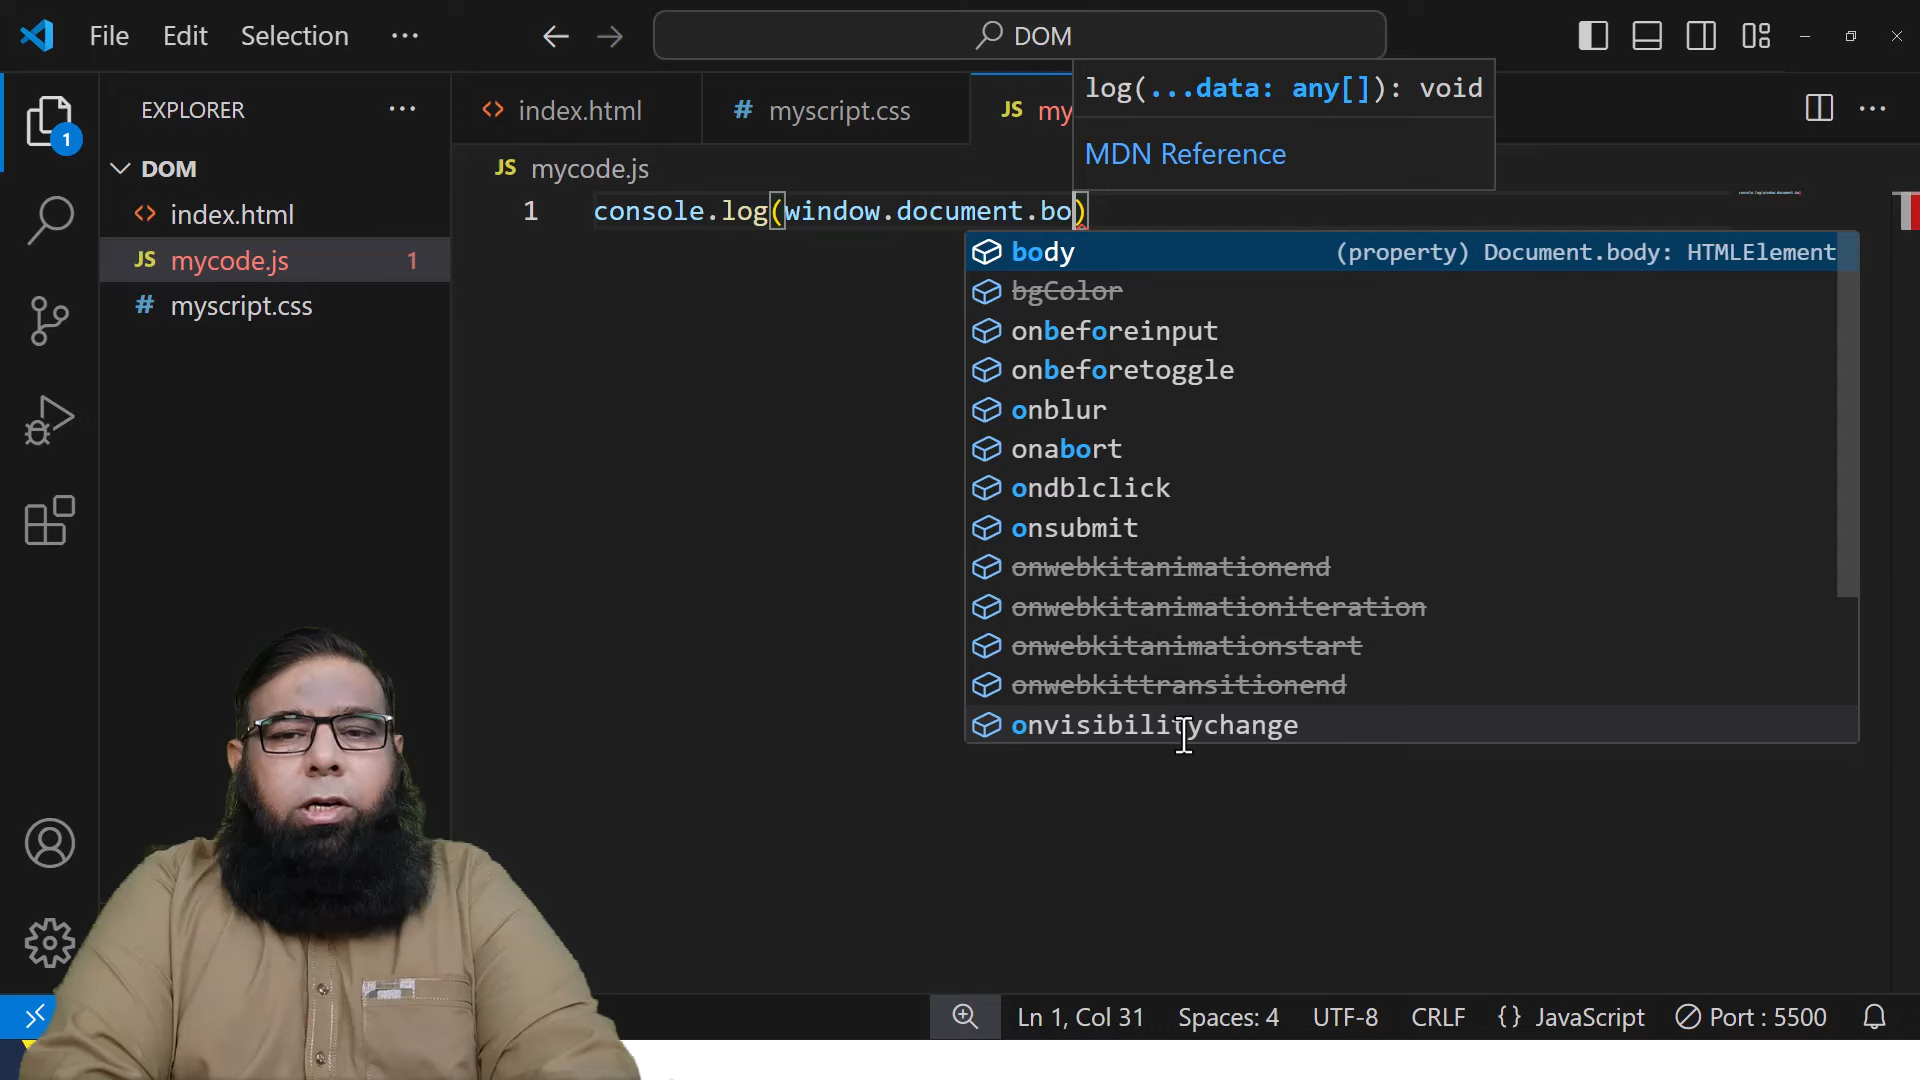 File Edit Selection ··· DOM
EXPLORER ···
DOM
index.html
JS mycode.js 1
# myscript.css
index.html # myscript.css JS my
log(...data: any[]): void
MDN Reference
JS mycode.js
1 console.log(window.document.bo)
body (property) Document.body: HTMLElement
bgColor
onbeforeinput
onbeforetoggle
onblur
onabort
ondblclick
onsubmit
onwebkitanimationend
onwebkitanimationiteration
onwebkitanimationstart
onwebkittransitionend
onvisibilitychange
1
Ln 1, Col 31 Spaces: 4 UTF-8 CRLF {} JavaScript Port : 5500